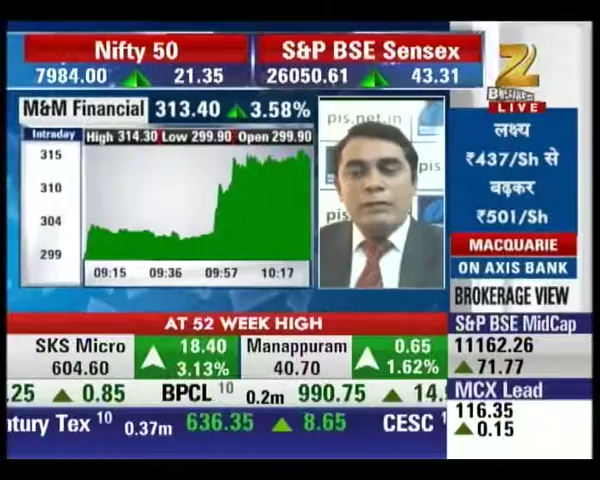 Nifty 50
7984.00 21.35
S&P BSE Sensex
26050.61 43.31
LIVE
M&M Financial 313.40 3.58%
Intraday High 314.30 Low 299.90 Open 299.90
315
310
304
299
09:15 09:36 09:57 10:17
pis.net.in
pis
pis
लक्ष्य
₹437/Sh से
बढ़कर
₹501/Sh
MACQUARIE
ON AXIS BANK
BROKERAGE VIEW
AT 52 WEEK HIGH
SKS Micro 18.40
604.60 3.13%
Manappuram 0.65
40.70 1.62%
S&P BSE MidCap
11162.26
71.77
MCX Lead
116.35
0.15
.25 0.85 BPCL 10 0.2m 990.75 14.
tury Tex 10 0.37m 636.35 8.65 CESC 1